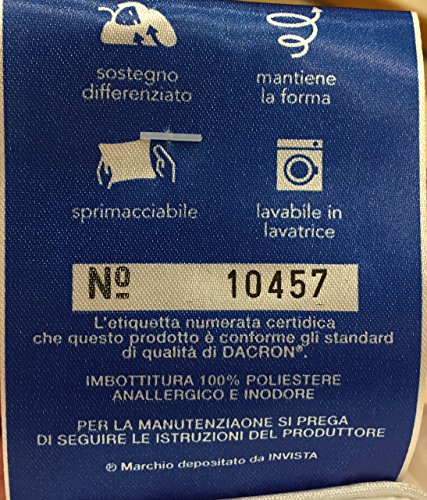 sostegno differenziato
mantiene la forma
sprimacciabile
lavabile in lavatrice
Nº 10457
L'etiquetta numerata certidica
che questo prodotto è conforme gli standard
di qualità di DACRON®.
IMBOTTITURA 100% POLIESTERE
ANALLERGICO E INODORE
PER LA MANUTENZIAONE SI PREGA
DI SEGUIRE LE ISTRUZIONI DEL PRODUTTORE
® Marchio depositato da INVISTA